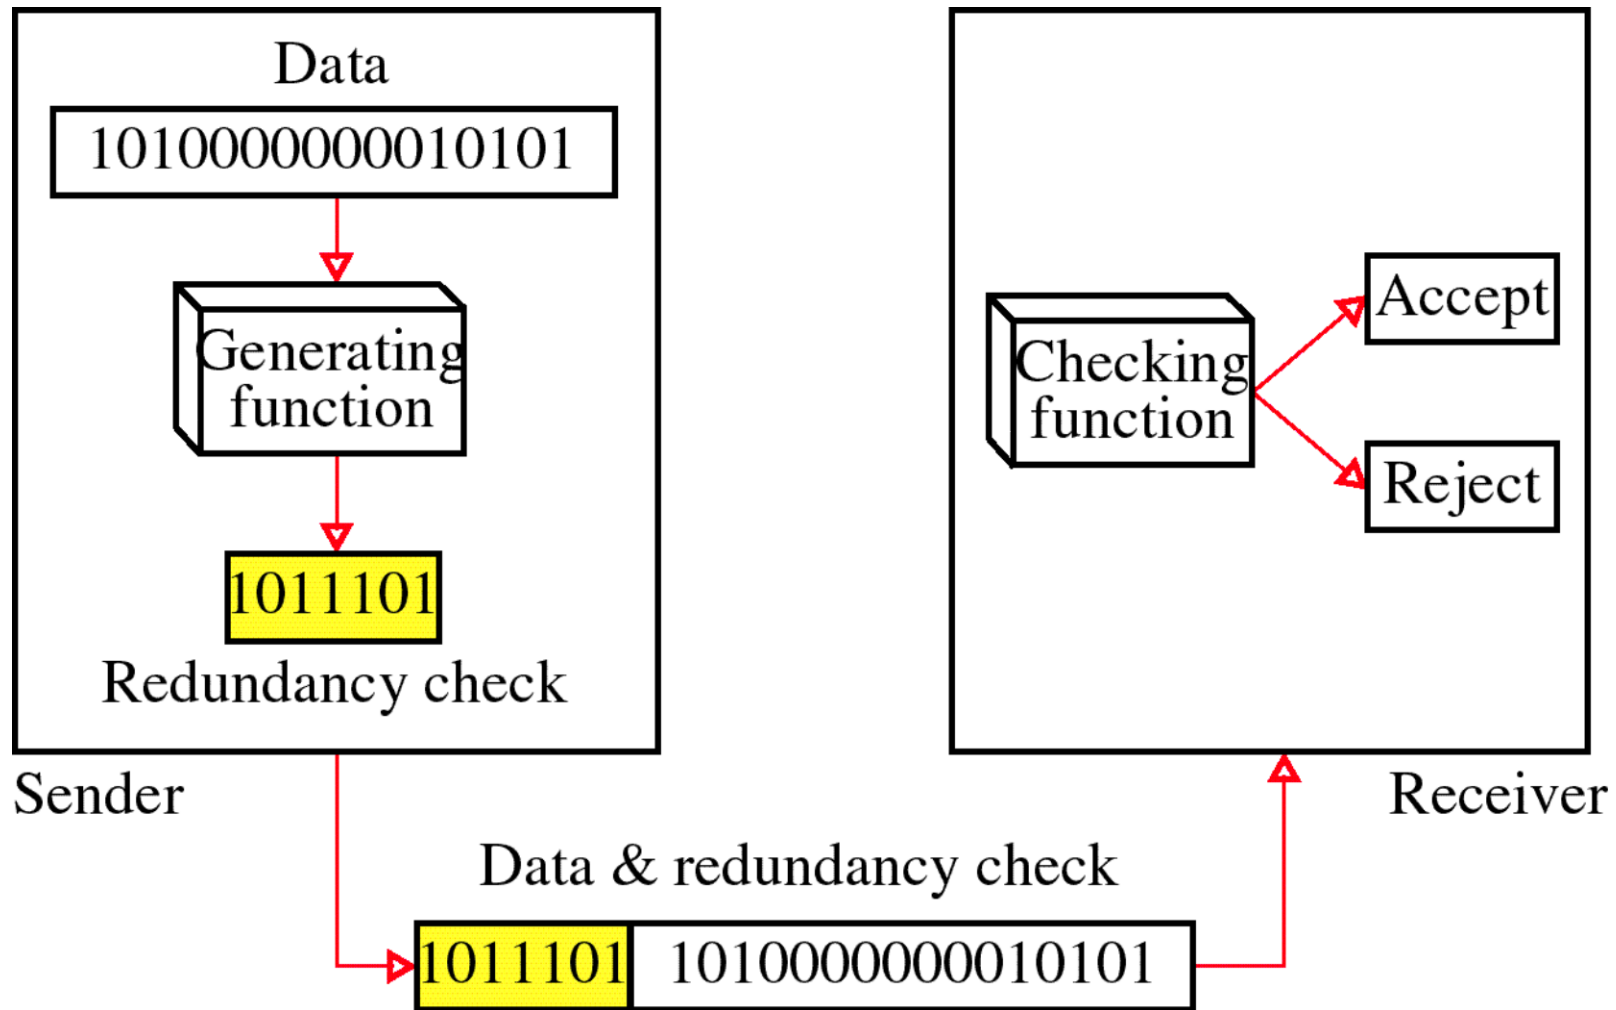 Data
1010000000010101
Generating
function
1011101
Redundancy check
Sender
Checking
function
Accept
Reject
Receiver
Data & redundancy check
1011101 1010000000010101